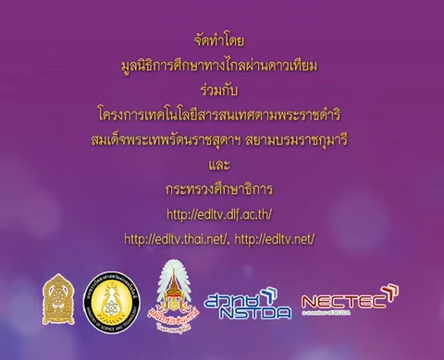 จัดทำโดย
มูลนิธิการศึกษาทางไกลผ่านดาวเทียม
ร่วมกับ
โครงการเทคโนโลยีสารสนเทศตามพระราชดำริ
สมเด็จพระเทพรัตนราชสุดาฯ สยามบรมราชกุมารี
และ
กระทรวงศึกษาธิการ
http://edltv.dlf.ac.th/
http://edltv.thai.net/, http://edltv.net/
สวทช
NSTDA
NECTEC
a member of NSTDA